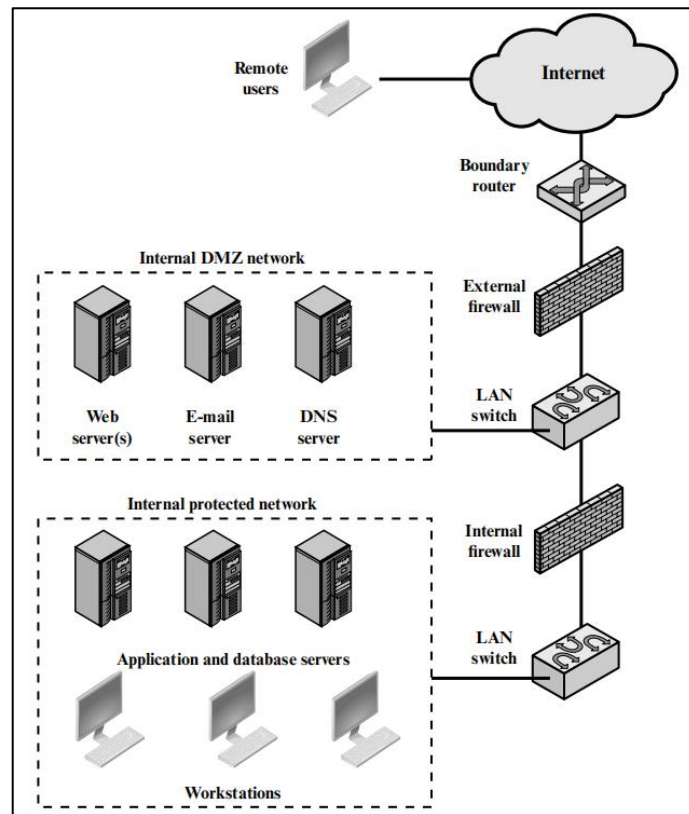 Remote
users
Internet
Boundary
router
Internal DMZ network
External
firewall
Web
server(s)
E-mail
server
DNS
server
LAN
switch
Internal protected network
Internal
firewall
Application and database servers
LAN
switch
Workstations